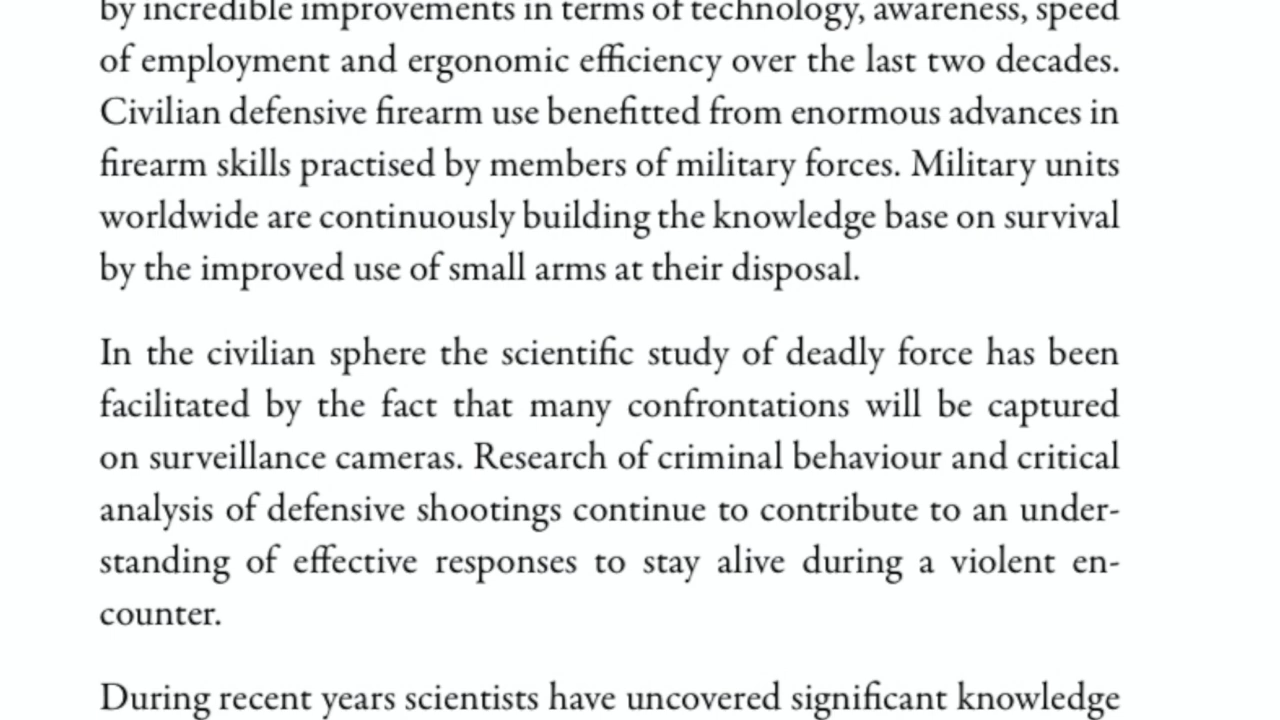 by incredible improvements in terms of technology, awareness, speed
of employment and ergonomic efficiency over the last two decades.
Civilian defensive firearm use benefitted from enormous advances in
firearm skills practised by members of military forces. Military units
worldwide are continuously building the knowledge base on survival
by the improved use of small arms at their disposal.
In the civilian sphere the scientific study of deadly force has been
facilitated by the fact that many confrontations will be captured
on surveillance cameras. Research of criminal behaviour and critical
analysis of defensive shootings continue to contribute to an under-
standing of effective responses to stay alive during a violent en-
counter.
During recent years scientists have uncovered significant knowledge